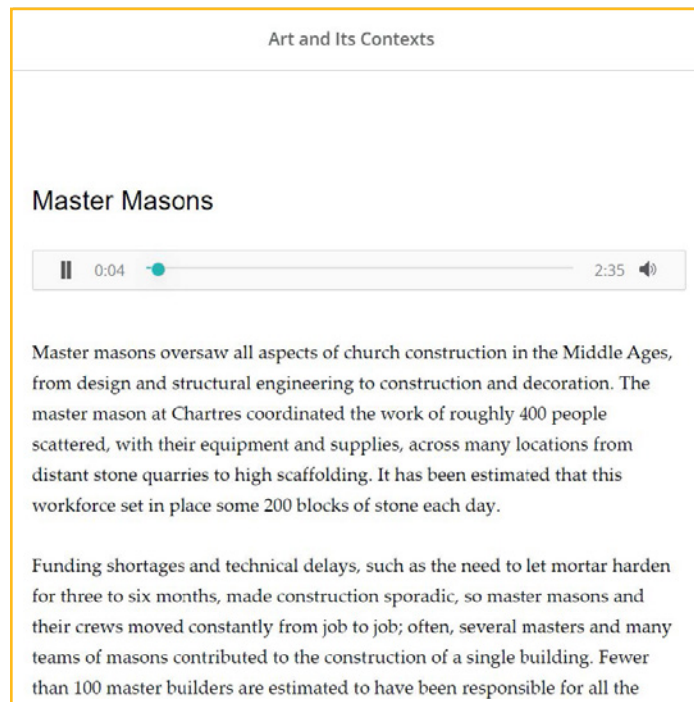 Art and Its Contexts
Master Masons
0:04 2:35
Master masons oversaw all aspects of church construction in the Middle Ages,
from design and structural engineering to construction and decoration. The
master mason at Chartres coordinated the work of roughly 400 people
scattered, with their equipment and supplies, across many locations from
distant stone quarries to high scaffolding. It has been estimated that this
workforce set in place some 200 blocks of stone each day.
Funding shortages and technical delays, such as the need to let mortar harden
for three to six months, made construction sporadic, so master masons and
their crews moved constantly from job to job; often, several masters and many
teams of masons contributed to the construction of a single building. Fewer
than 100 master builders are estimated to have been responsible for all the